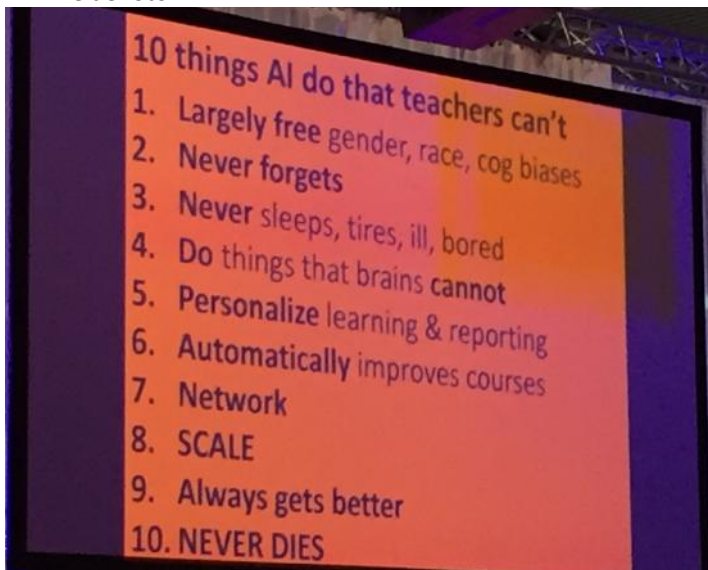 10 things AI do that teachers can't
1. Largely free gender, race, cog biases
2. Never forgets
3. Never sleeps, tires, ill, bored
4. Do things that brains cannot
5. Personalize learning & reporting
6. Automatically improves courses
7. Network
8. SCALE
9. Always gets better
10. NEVER DIES